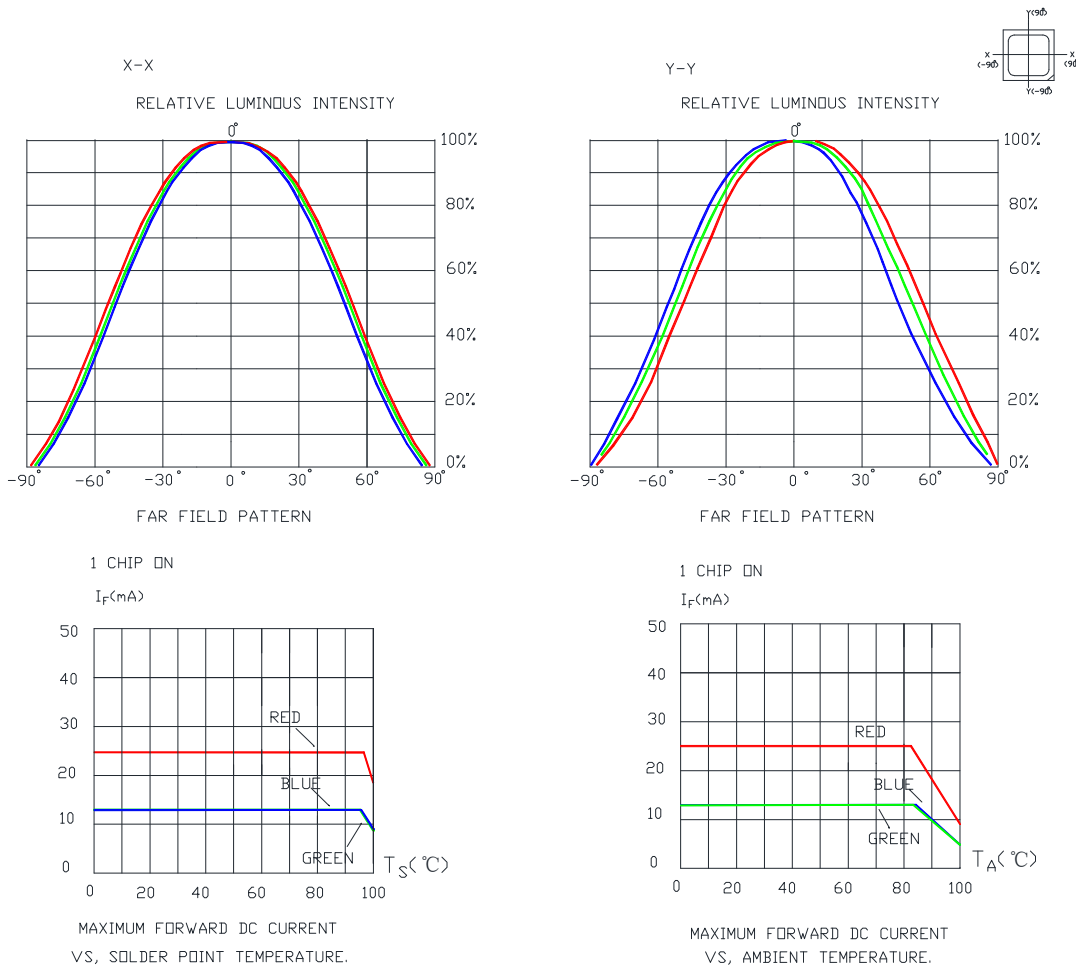 Y(90°)
X X
(-90°) (90°)
Y(-90°)
X-X
RELATIVE LUMINOUS INTENSITY
0°
100%
80%
60%
40%
20%
0%
-90° -60° -30° 0° 30° 60° 90°
FAR FIELD PATTERN
Y-Y
RELATIVE LUMINOUS INTENSITY
0°
100%
80%
60%
40%
20%
0%
-90° -60° -30° 0° 30° 60° 90°
FAR FIELD PATTERN
1 CHIP ON
IF(mA)
50
40
30
RED
20
BLUE
10
GREEN
0
TS(℃)
0 20 40 60 80 100
MAXIMUM FORWARD DC CURRENT
VS, SOLDER POINT TEMPERATURE.
1 CHIP ON
IF(mA)
50
40
30
RED
20
BLUE
10
GREEN
0
TA(℃)
0 20 40 60 80 100
MAXIMUM FORWARD DC CURRENT
VS, AMBIENT TEMPERATURE.